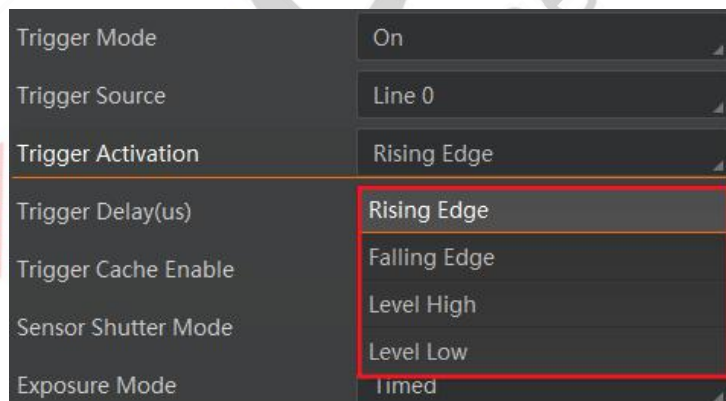 Trigger Mode On
Trigger Source Line 0
Trigger Activation Rising Edge
Trigger Delay(us) Rising Edge
Trigger Cache Enable Falling Edge
Level High
Sensor Shutter Mode
Level Low
Exposure Mode Timed